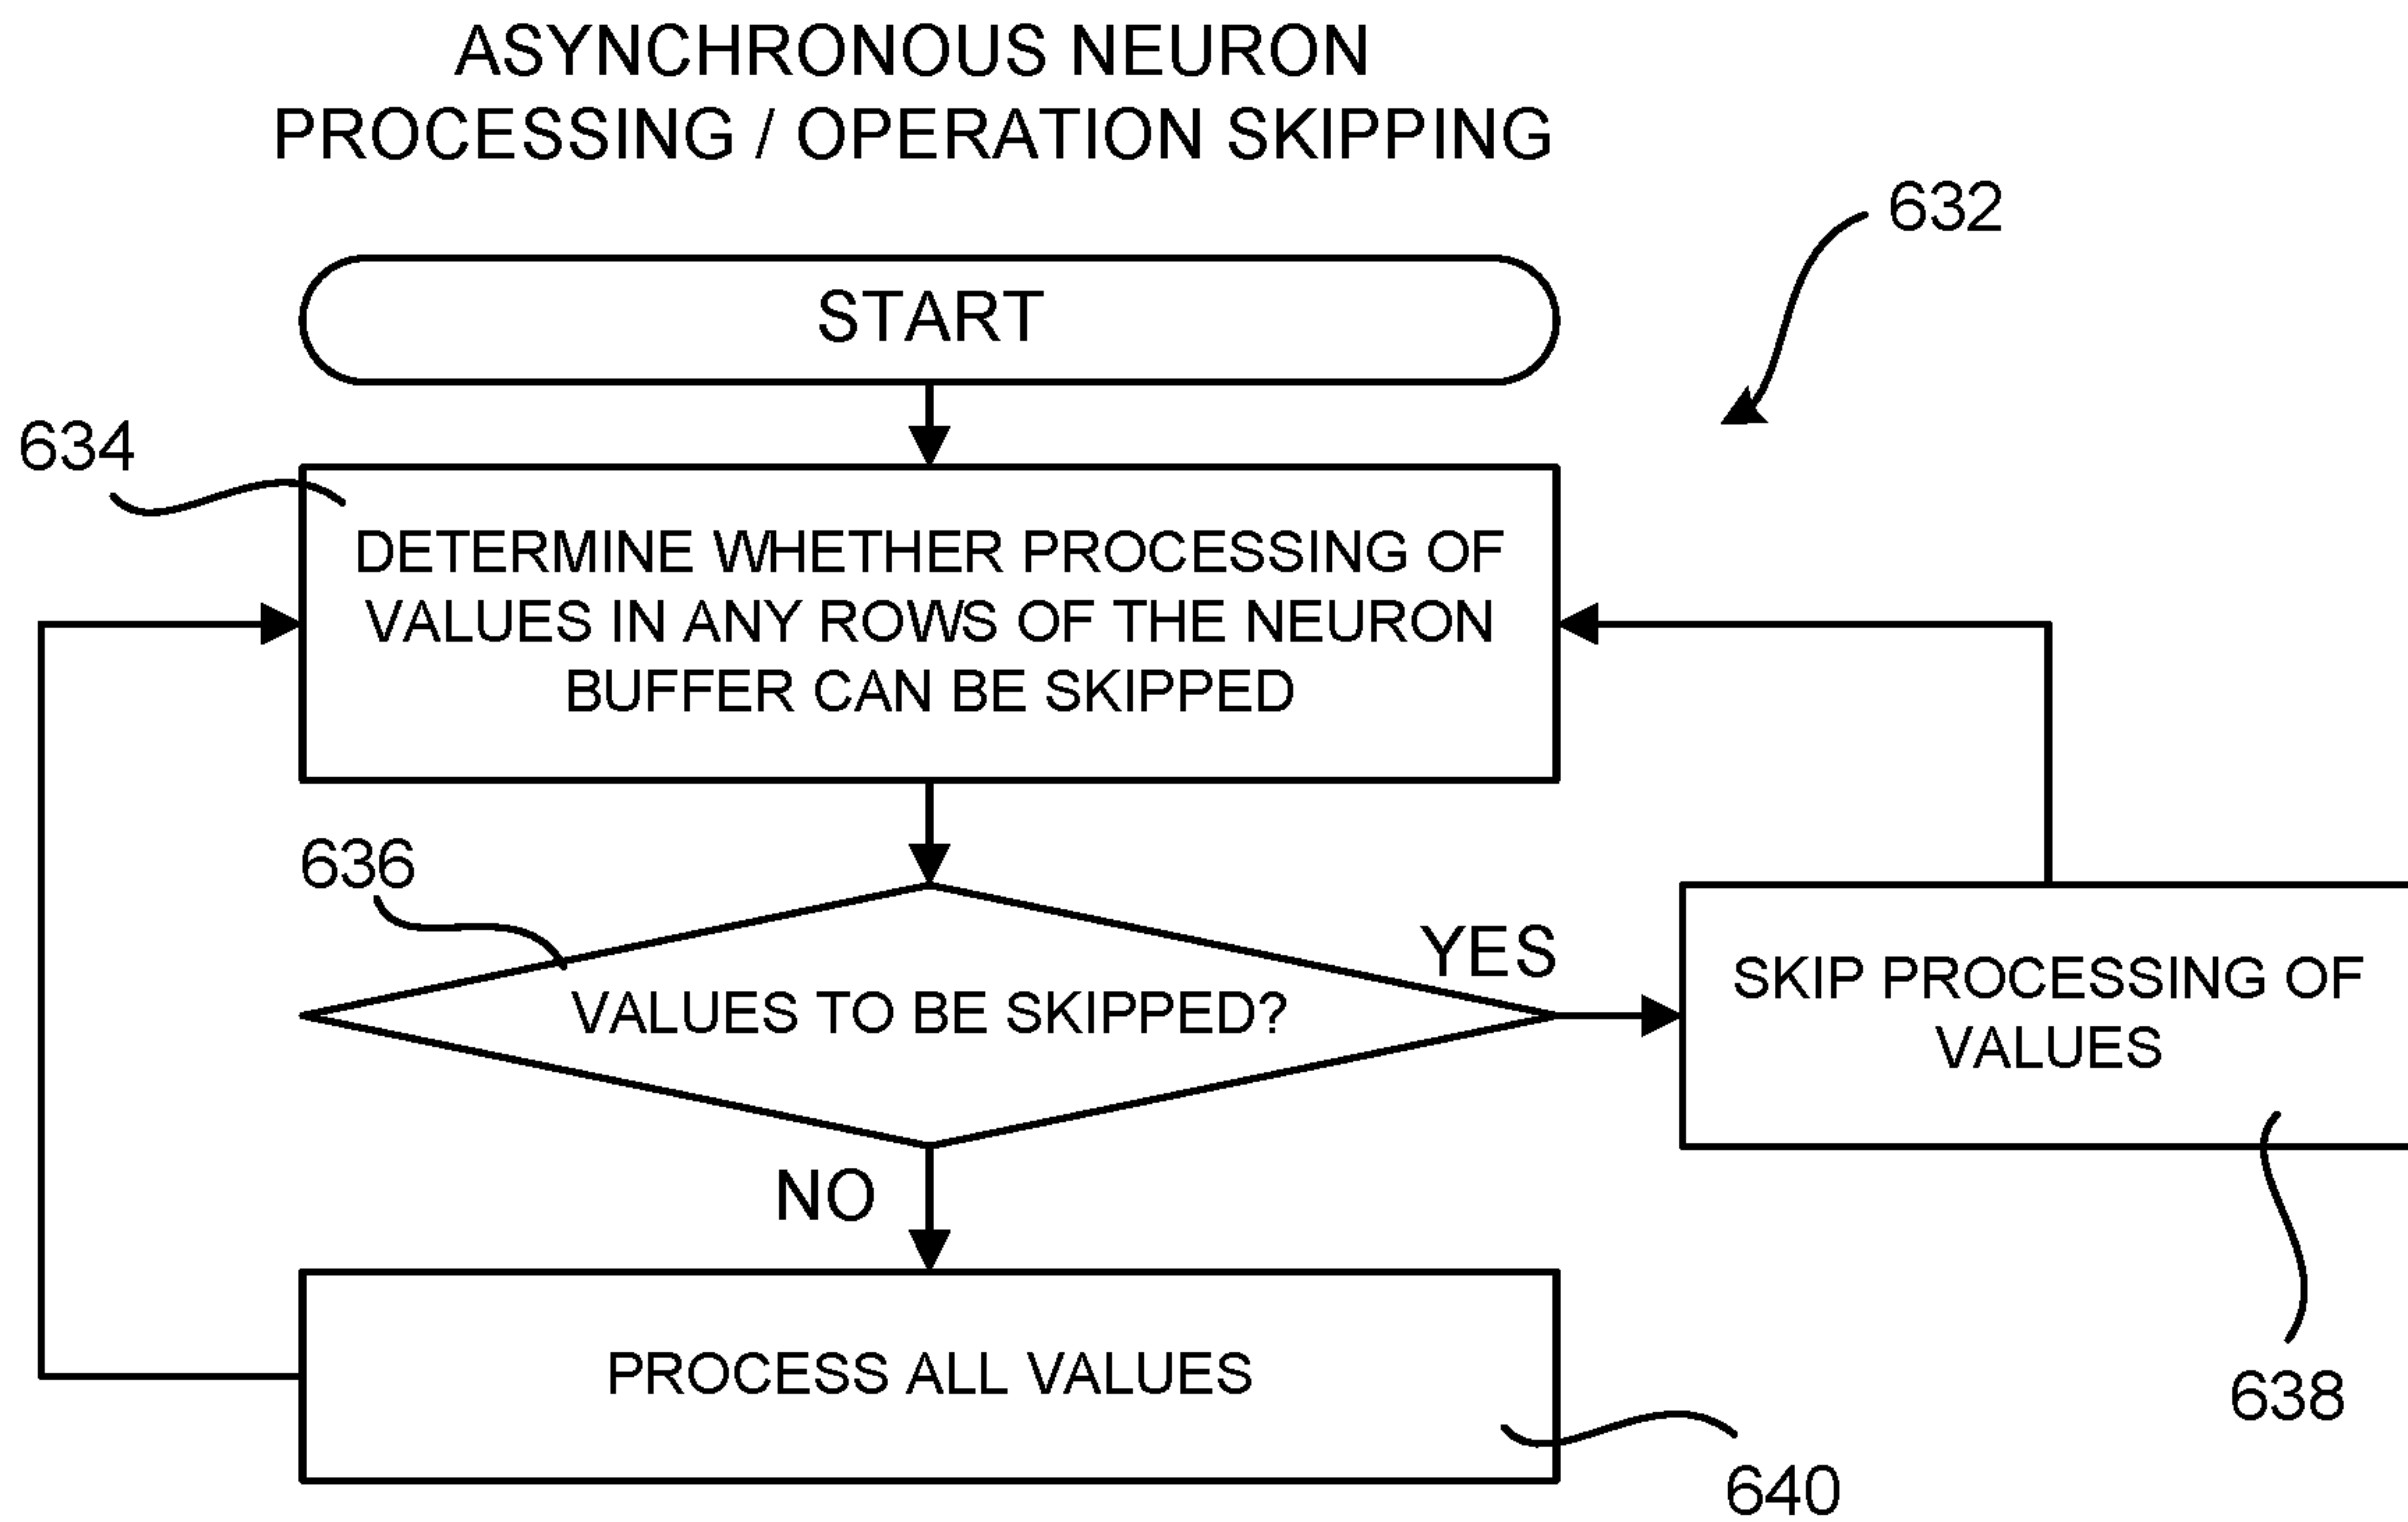 ASYNCHRONOUS NEURON
PROCESSING / OPERATION SKIPPING
632
START
634
DETERMINE WHETHER PROCESSING OF
VALUES IN ANY ROWS OF THE NEURON
BUFFER CAN BE SKIPPED
636
YES
VALUES TO BE SKIPPED?
SKIP PROCESSING OF
VALUES
NO
PROCESS ALL VALUES
638
640